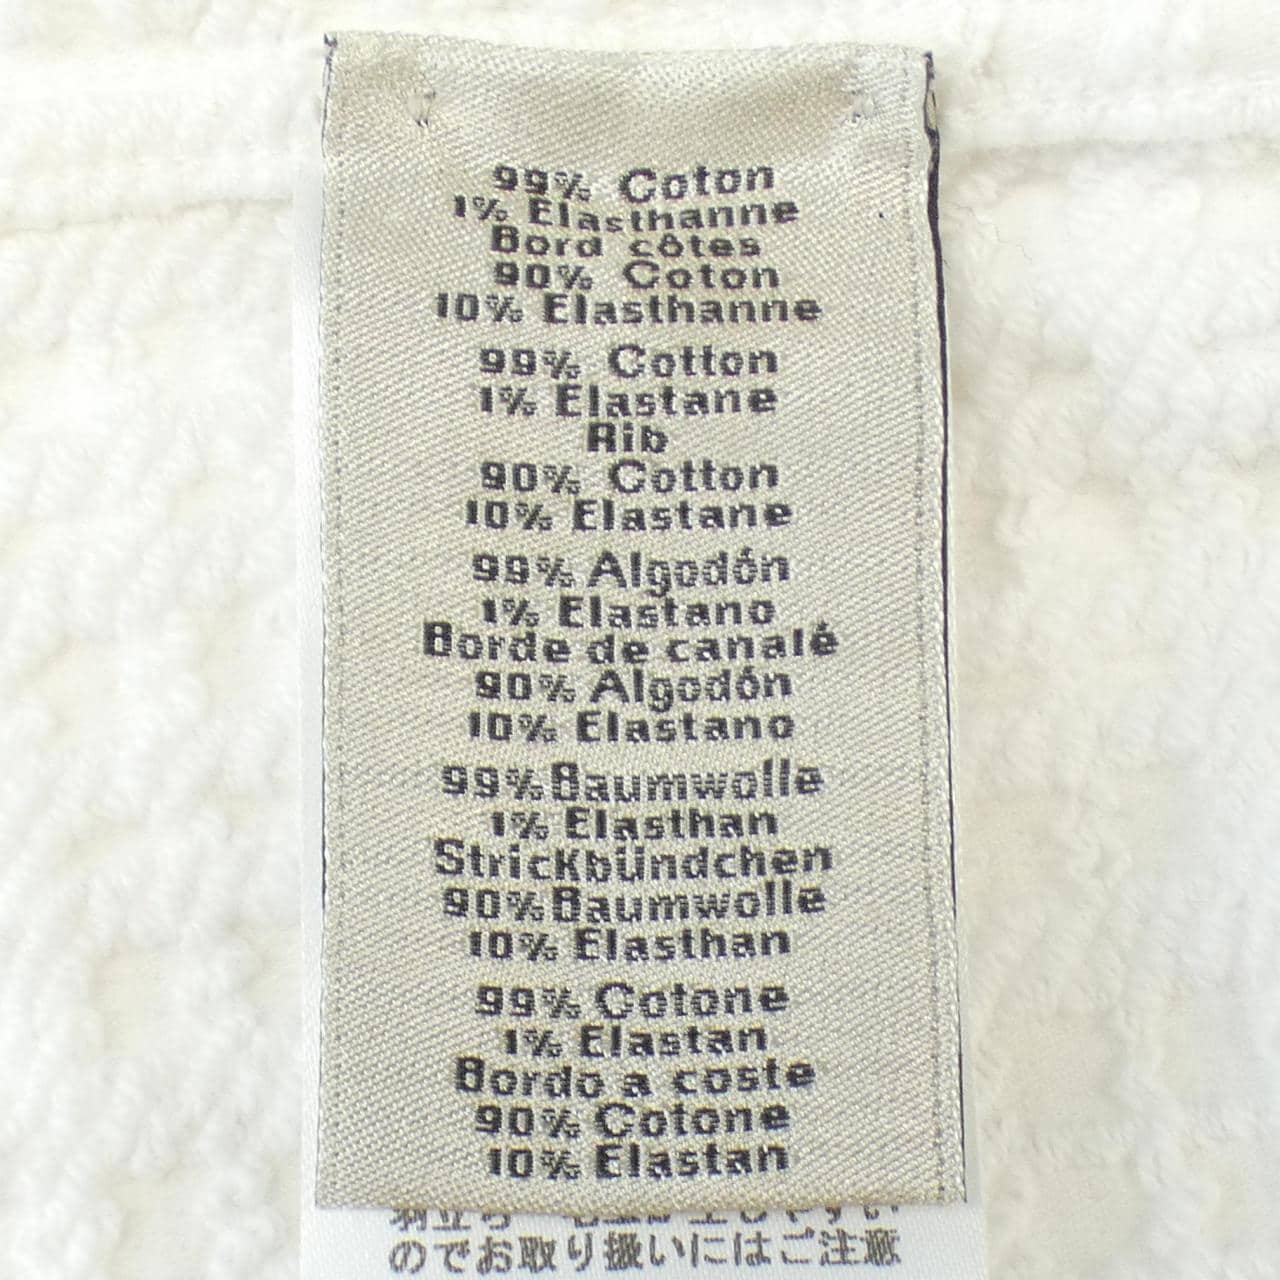 99% Coton
1% Elasthanne
Bord côtes
90% Coton
10% Elasthanne
99% Cotton
1% Elastane
Rib
90% Cotton
10% Elastane
99% Algodón
1% Elastano
Borde de canalé
90% Algodón
10% Elastano
99% Baumwolle
1% Elasthan
Strickbündchen
90% Baumwolle
10% Elasthan
99% Cotone
1% Elastan
Bordo a coste
90% Cotone
10% Elastan
のでお取り扱いにはご注意